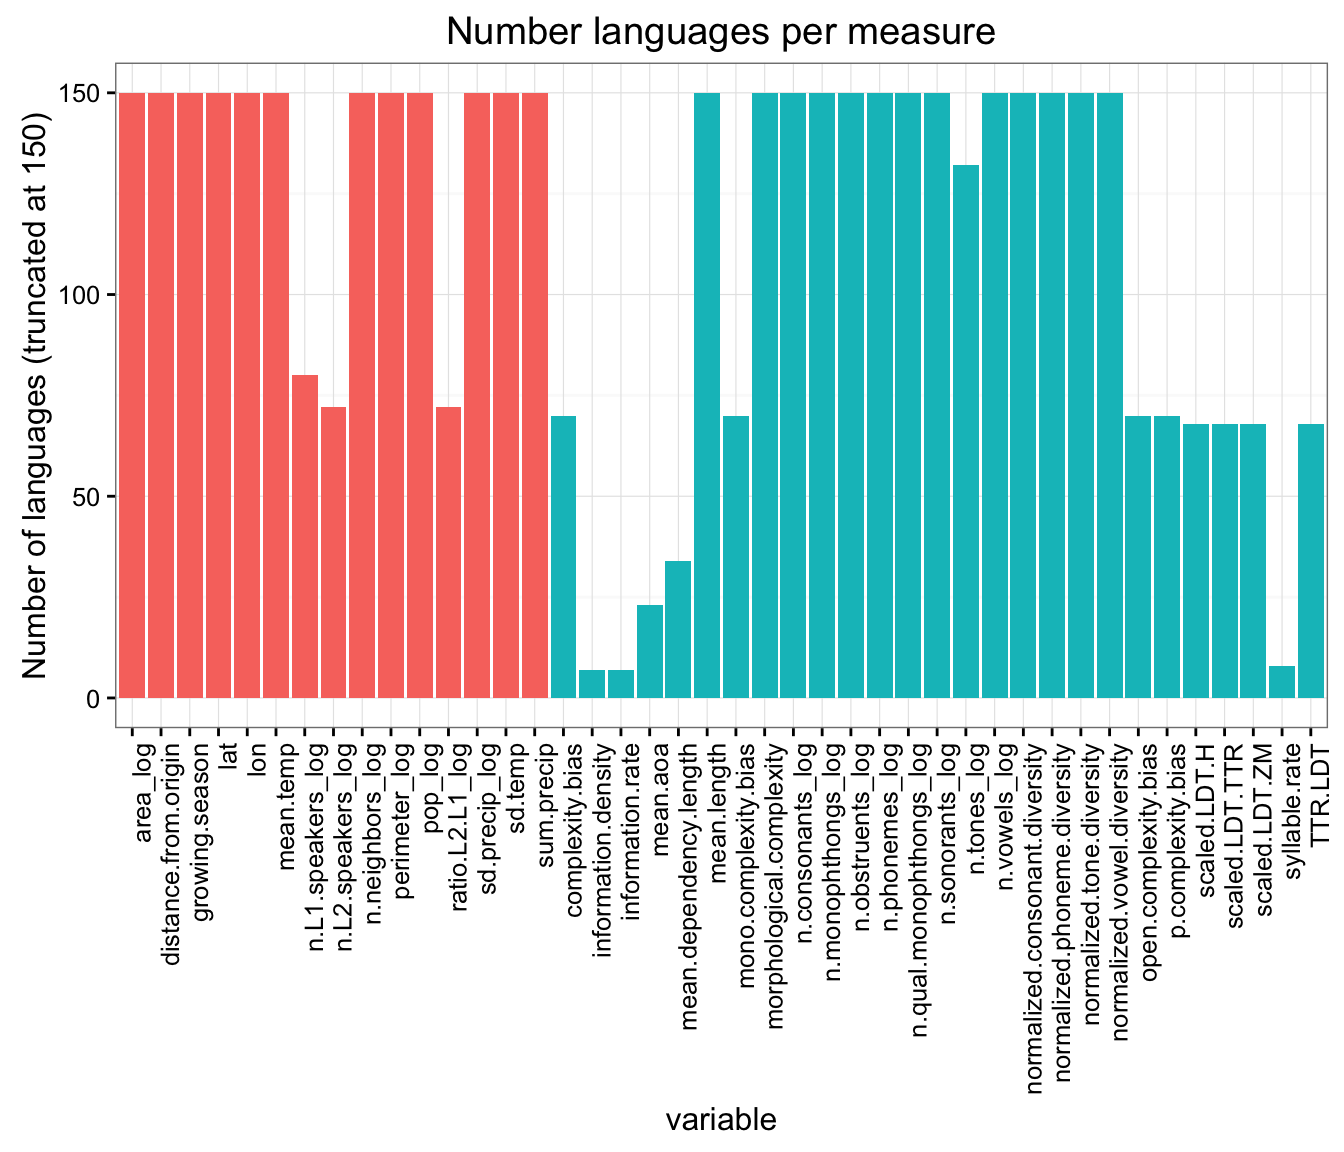 Number languages per measure
Number of languages (truncated at 150)
150
100
50
0
area_log
distance.from.origin
growing.season
lat
lon
mean.temp
n.L1.speakers_log
n.L2.speakers_log
n.neighbors_log
perimeter_log
pop_log
ratio.L2.L1_log
sd.precip_log
sd.temp
sum.precip
complexity.bias
information.density
information.rate
mean.aoa
mean.dependency.length
mean.length
mono.complexity.bias
morphological.complexity
n.consonants_log
n.monophthongs_log
n.obstruents_log
n.phonemes_log
n.qual.monophthongs_log
n.sonorants_log
n.tones_log
n.vowels_log
normalized.consonant.diversity
normalized.phoneme.diversity
normalized.tone.diversity
normalized.vowel.diversity
open.complexity.bias
p.complexity.bias
scaled.LDT.H
scaled.LDT.TTR
scaled.LDT.ZM
syllable.rate
TTR.LDT
variable